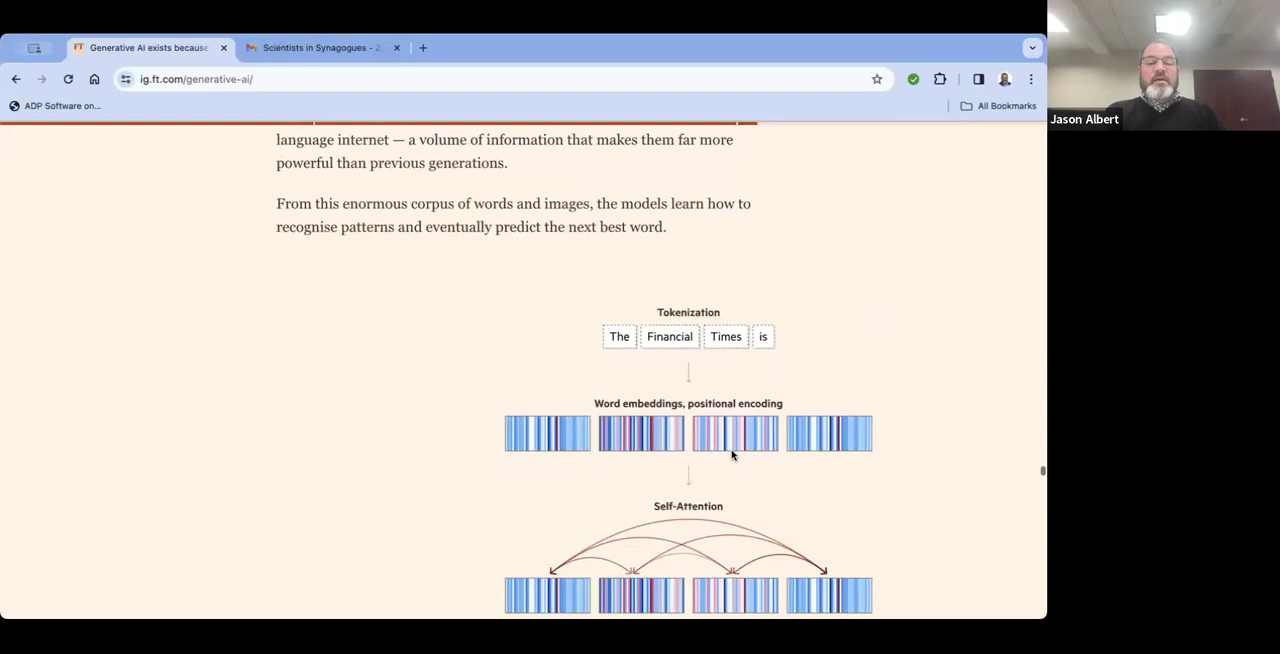 Generative AI exists because
Scientists in Synagogues - Z
ig.ft.com/generative-ai/
ADP Software on...
All Bookmarks
Jason Albert
language internet — a volume of information that makes them far more
powerful than previous generations.
From this enormous corpus of words and images, the models learn how to
recognise patterns and eventually predict the next best word.
Tokenization
The Financial Times is
Word embeddings, positional encoding
Self-Attention